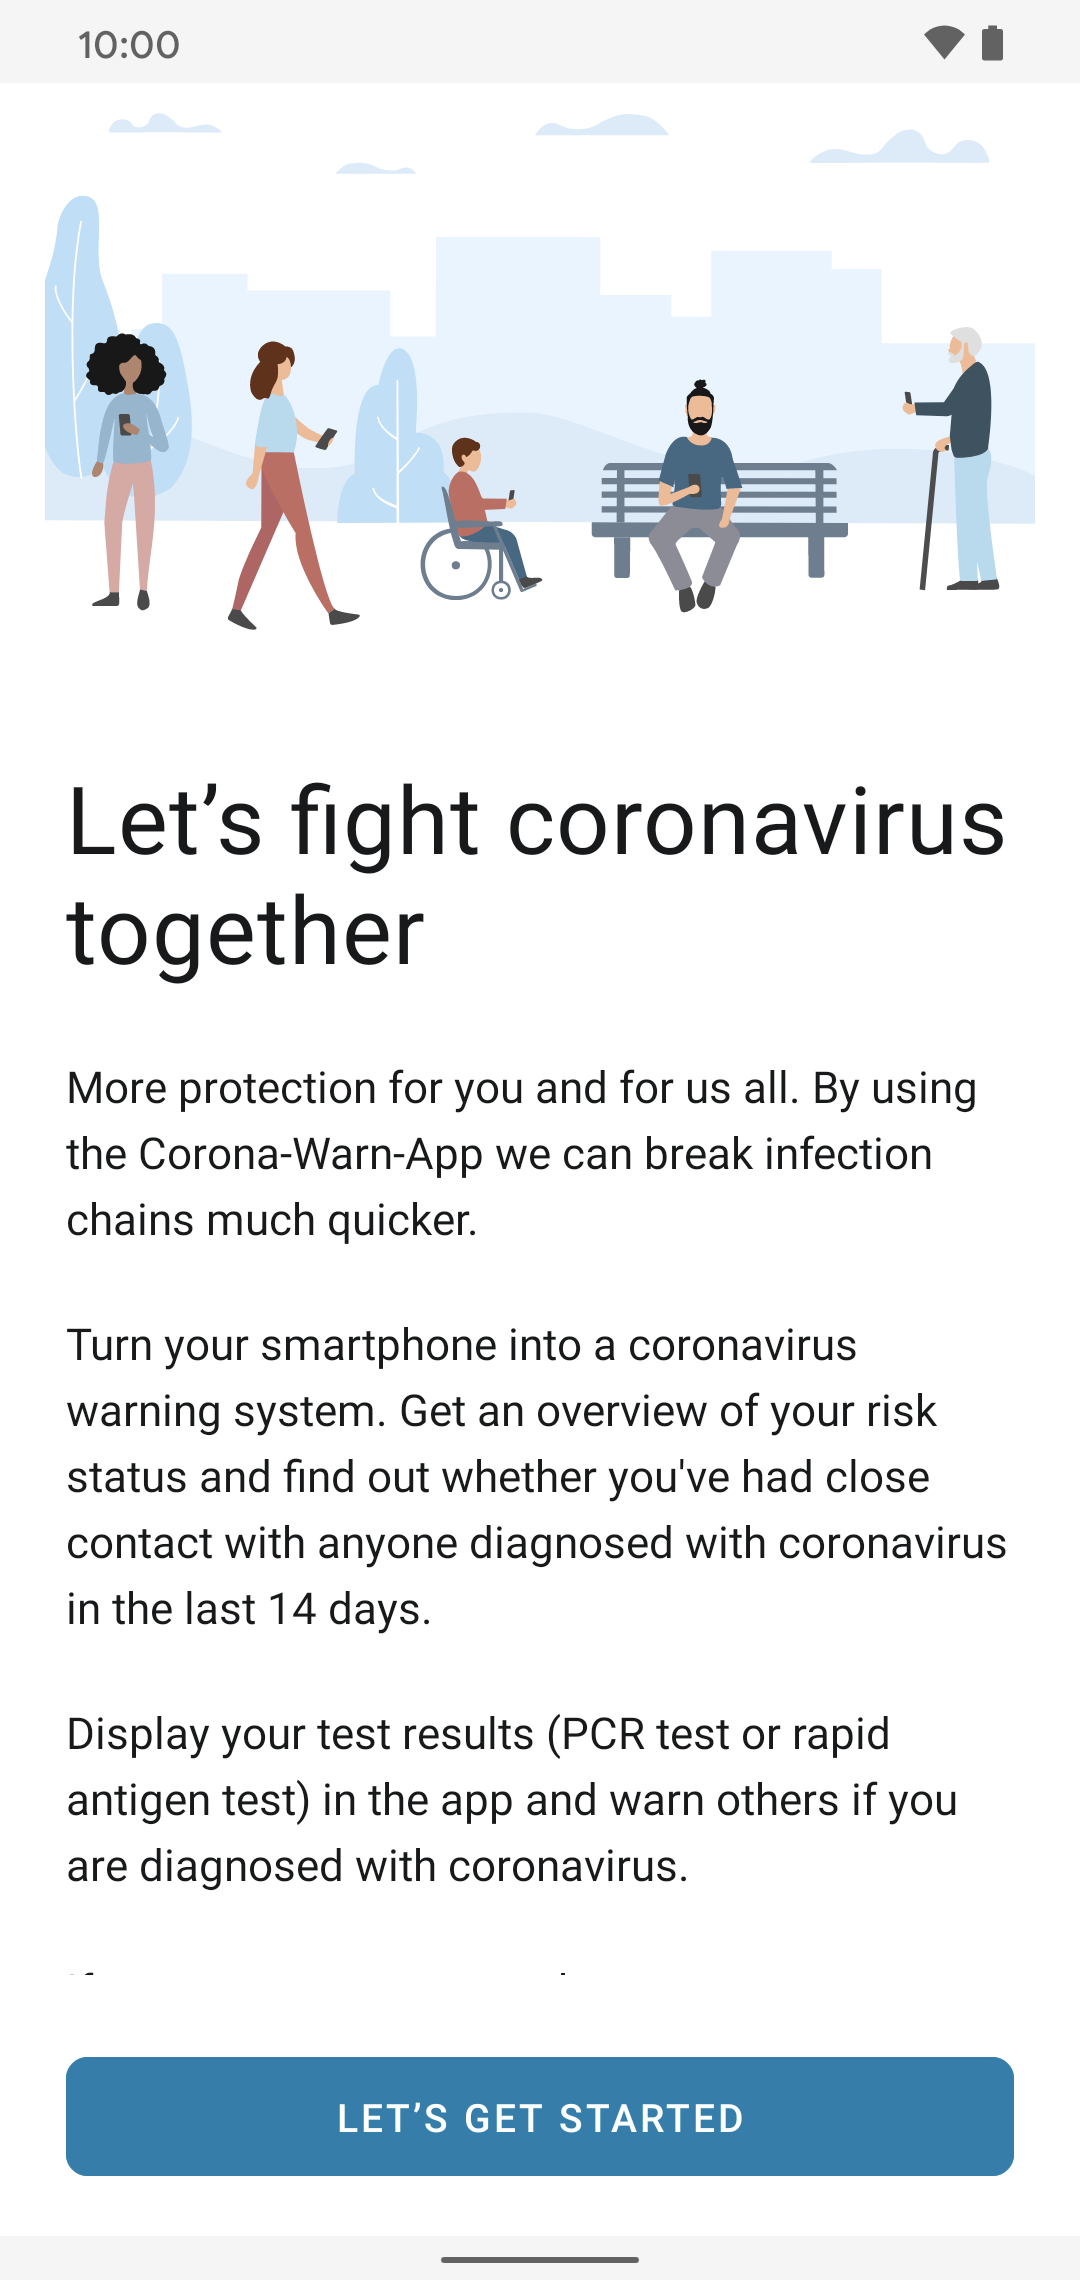 10:00
Let’s fight coronavirus
together
More protection for you and for us all. By using
the Corona-Warn-App we can break infection
chains much quicker.
Turn your smartphone into a coronavirus
warning system. Get an overview of your risk
status and find out whether you've had close
contact with anyone diagnosed with coronavirus
in the last 14 days.
Display your test results (PCR test or rapid
antigen test) in the app and warn others if you
are diagnosed with coronavirus.
LET’S GET STARTED